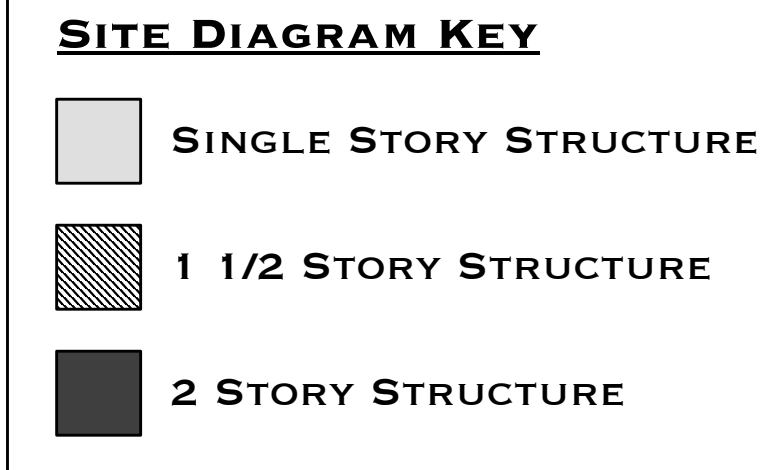 Site Diagram Key
Single Story Structure
1 1/2 Story Structure
2 Story Structure